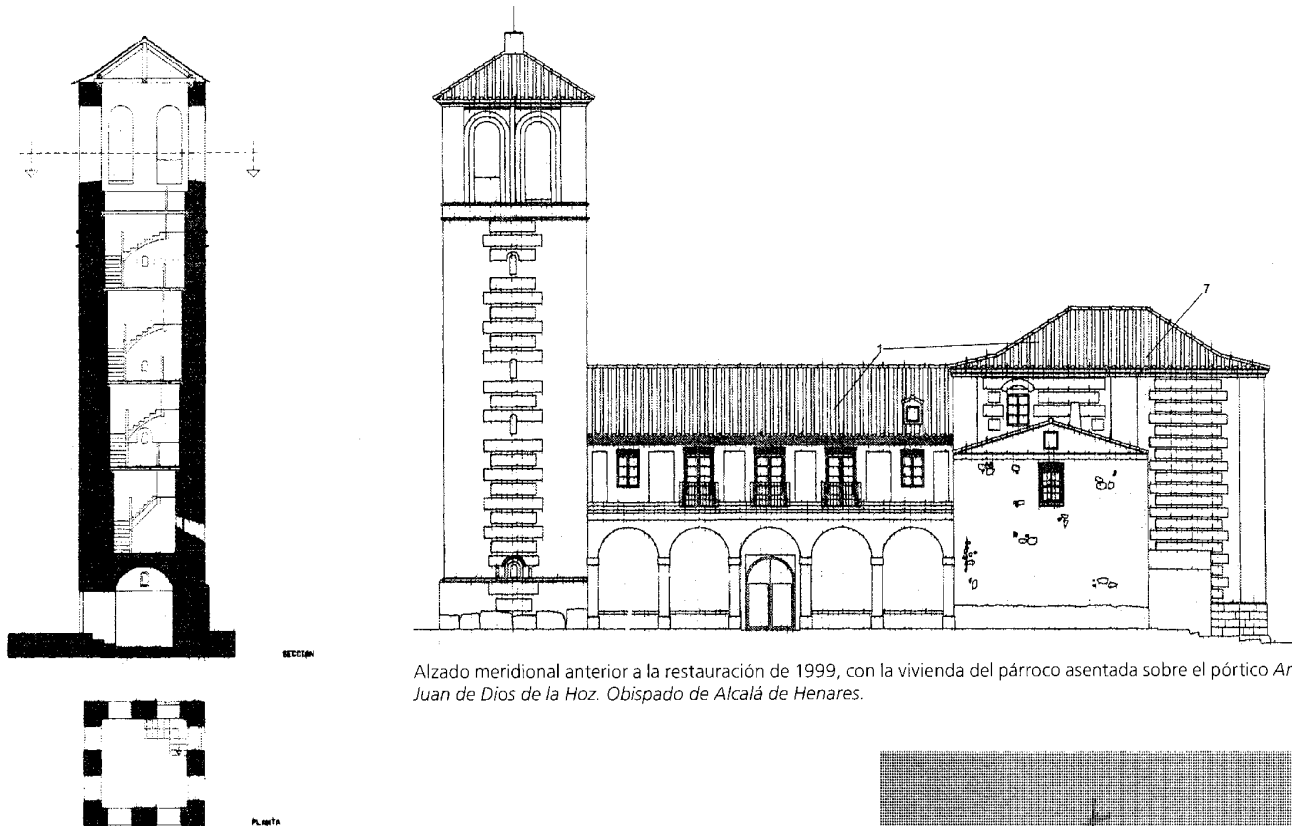 1
7
SECCION
Alzado meridional anterior a la restauración de 1999, con la vivienda del párroco asentada sobre el pórtico Ar
Juan de Dios de la Hoz. Obispado de Alcalá de Henares.
PLANTA